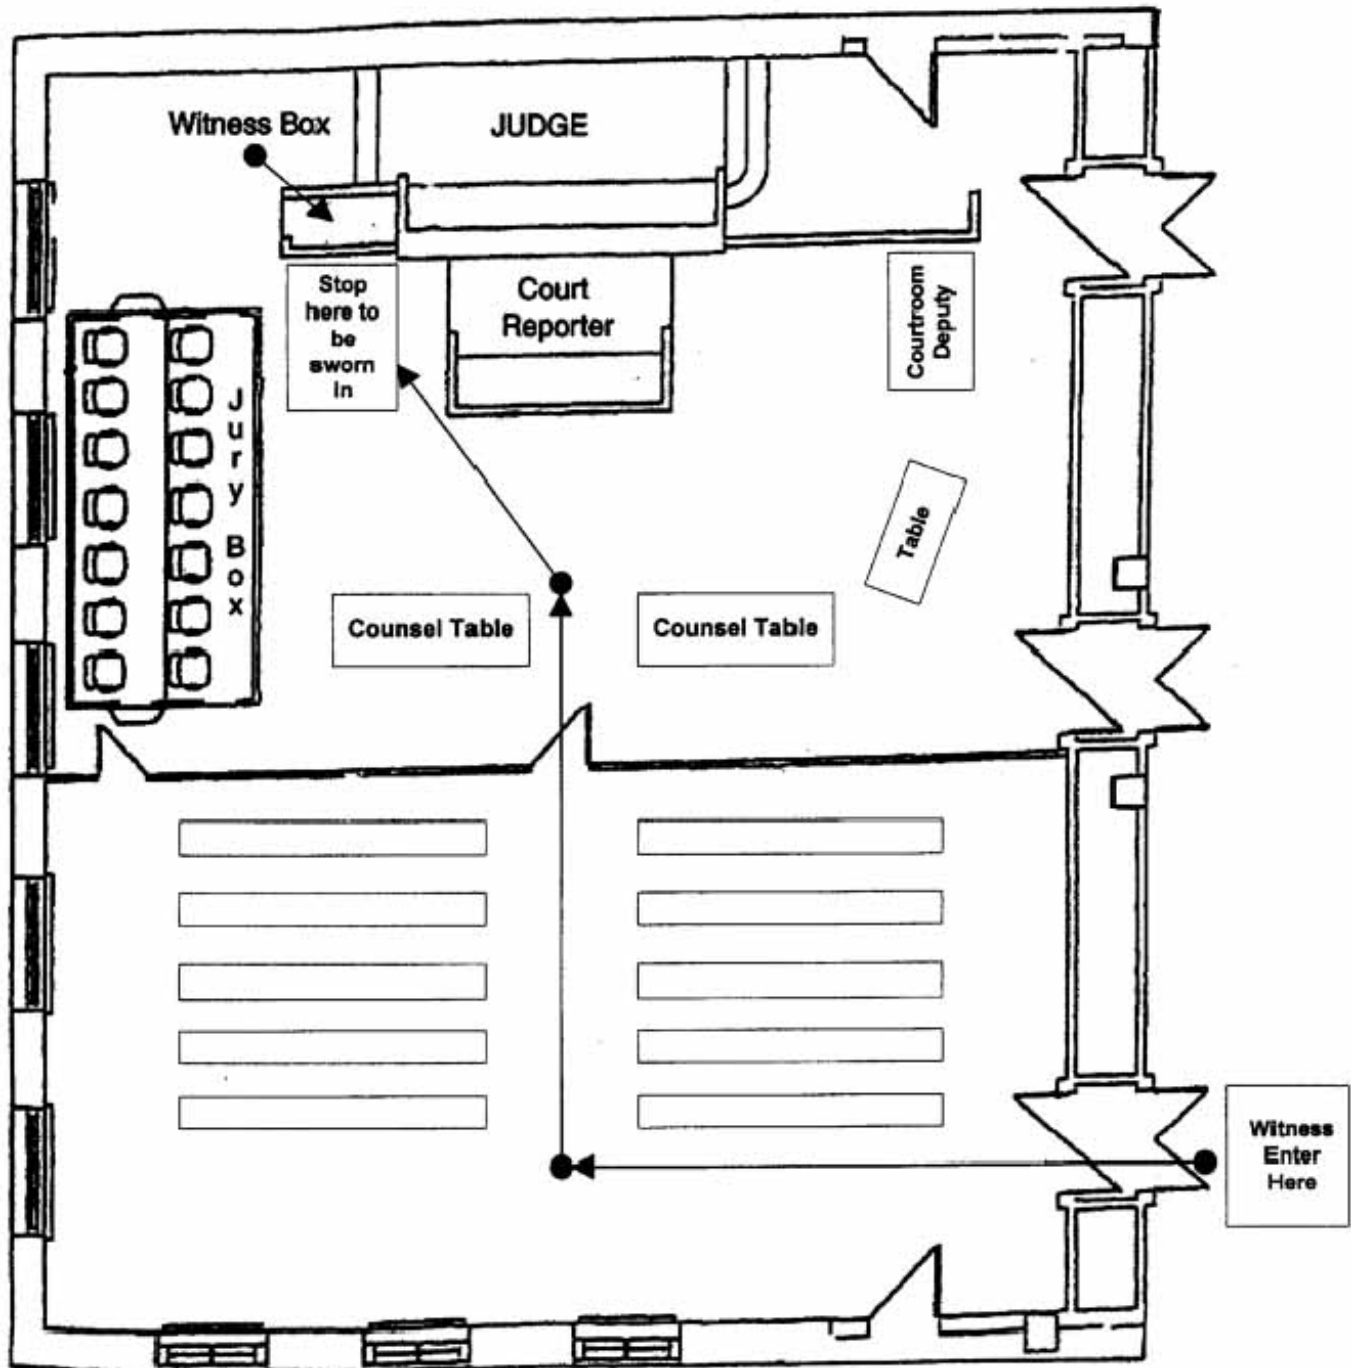 Witness Box
JUDGE
Stop
here to
be
sworn
in
Court
Reporter
Courtroom
Deputy
Jury Box
Table
Counsel Table
Counsel Table
Witness
Enter
Here